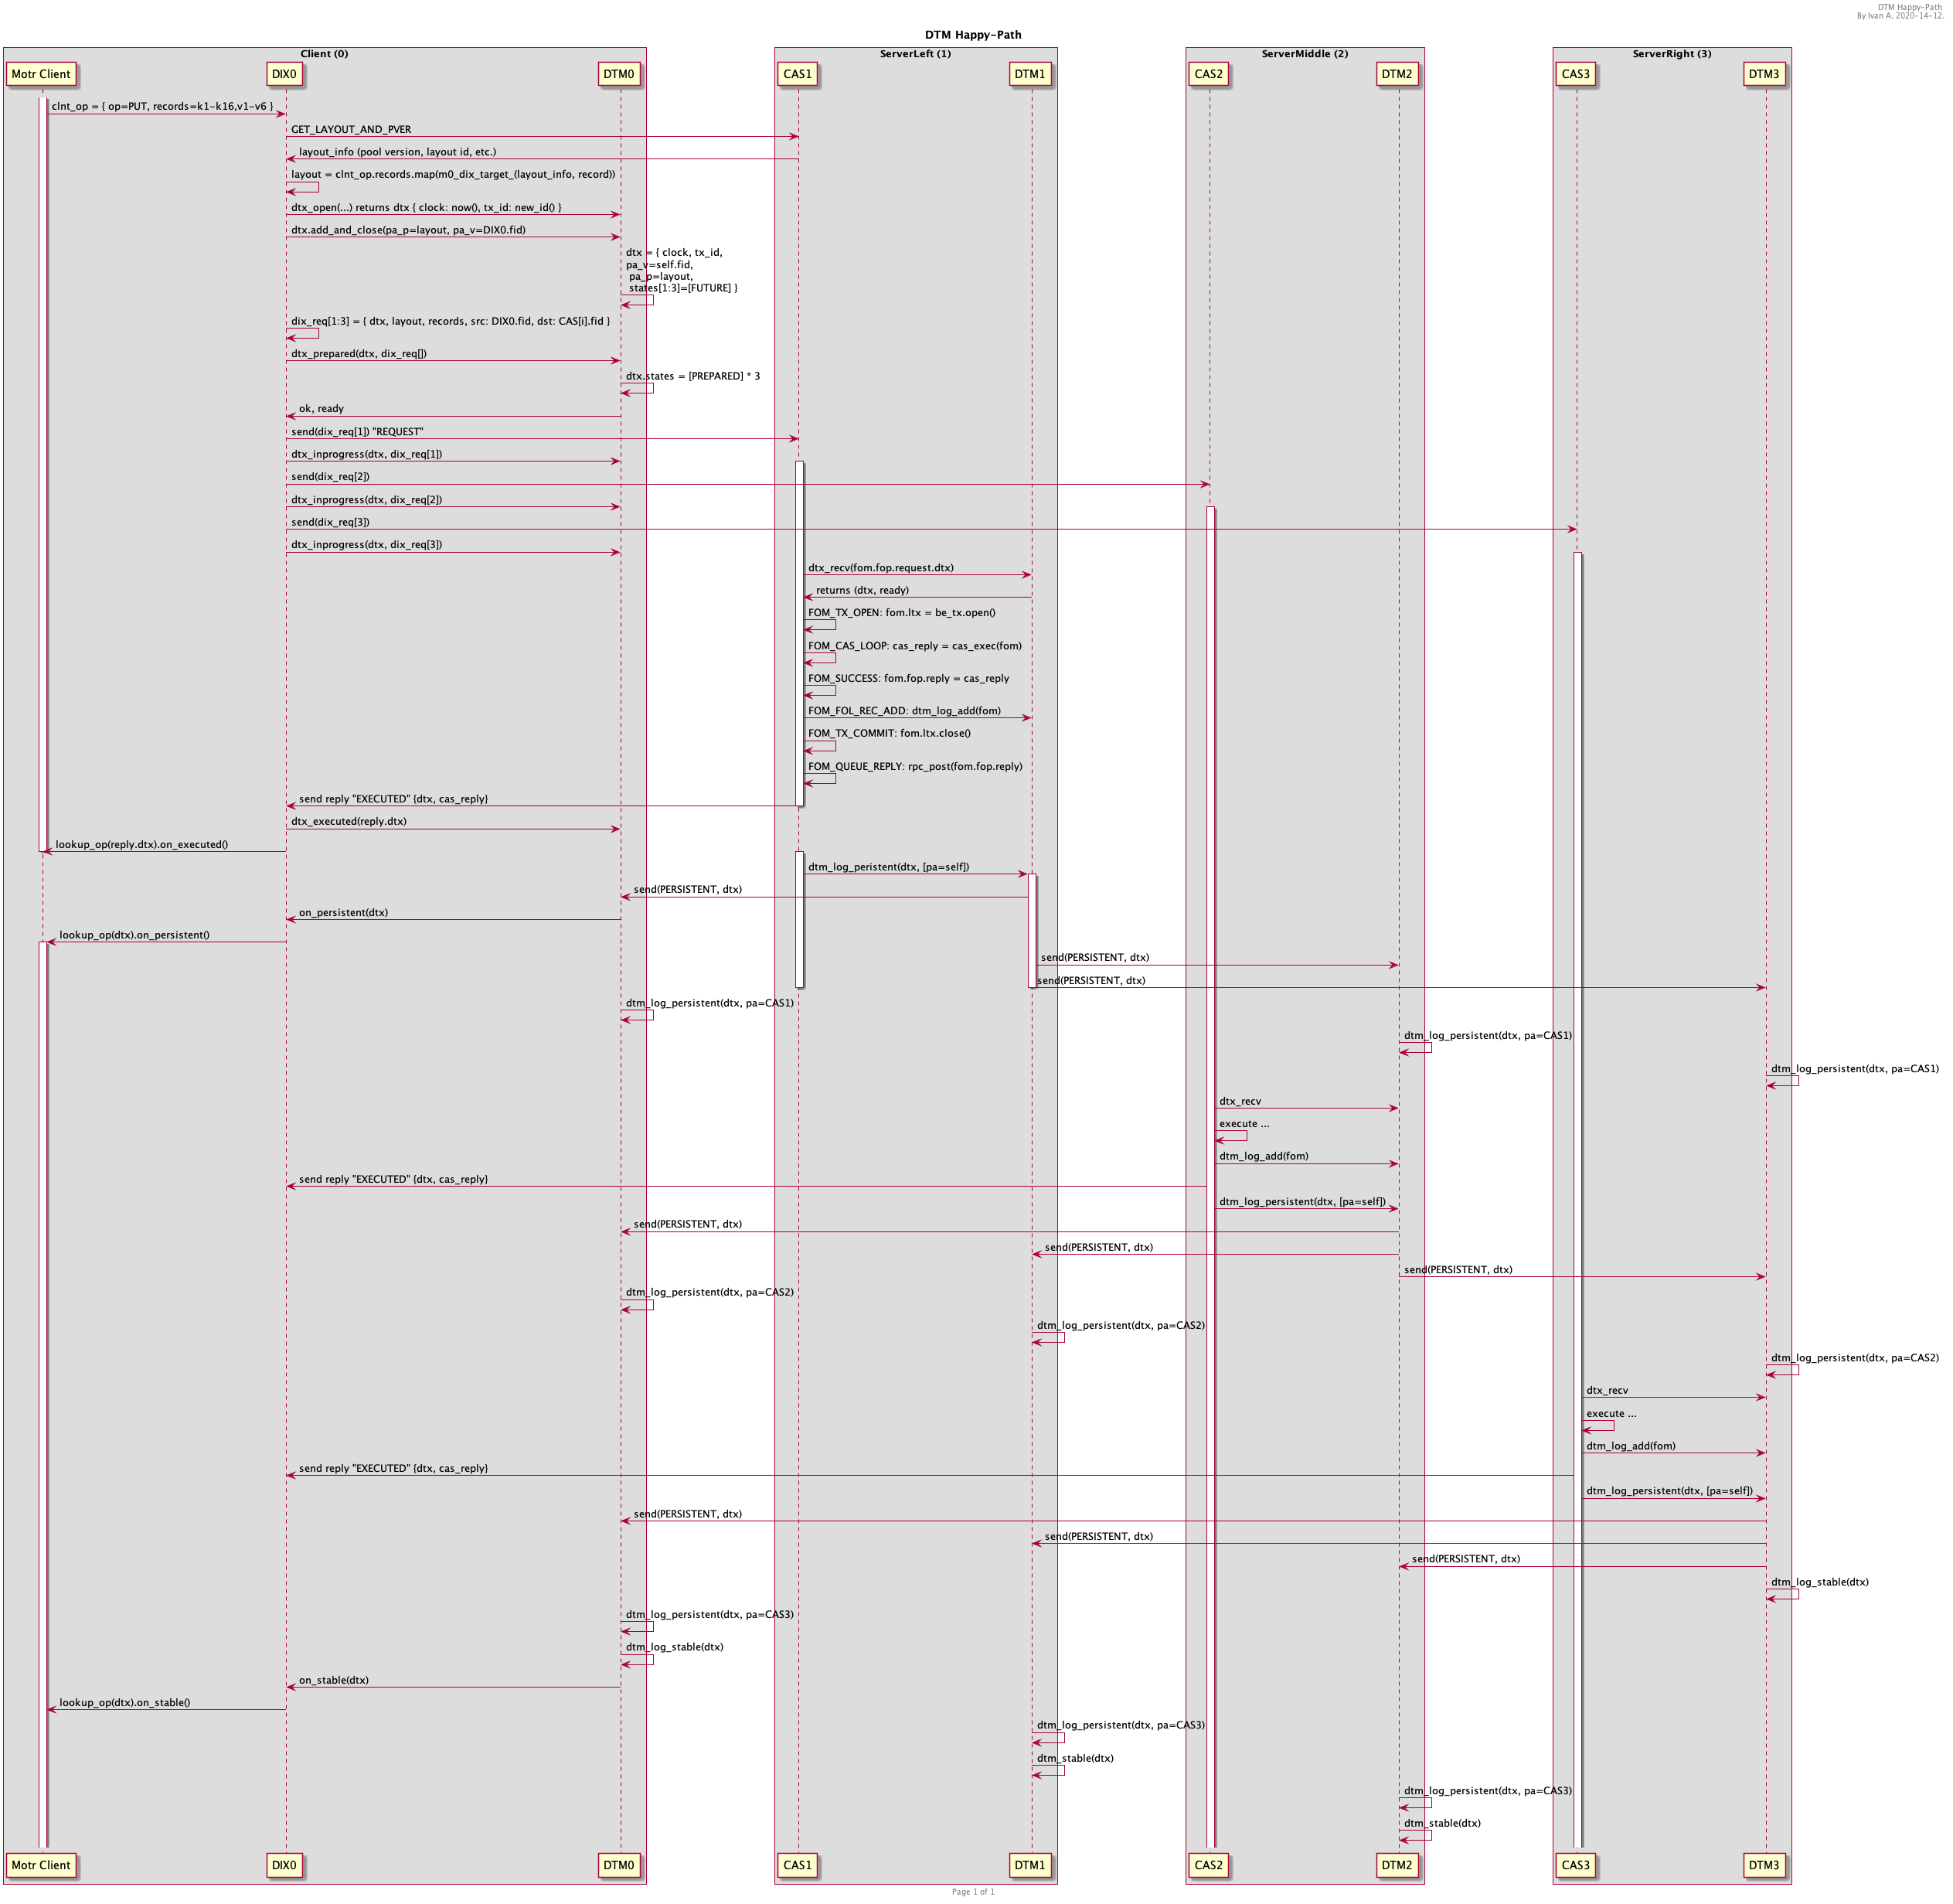 DTM Happy-Path
By Ivan A. 2020-14-12.
DTM Happy-Path
Client (0)
ServerLeft (1)
ServerMiddle (2)
ServerRight (3)
Motr Client
DIX0
DTM0
CAS1
DTM1
CAS2
DTM2
CAS3
DTM3
clnt_op = { op=PUT, records=k1-k16,v1-v6 }
GET_LAYOUT_AND_PVER
layout_info (pool version, layout id, etc.)
layout = clnt_op.records.map(m0_dix_target_(layout_info, record))
dtx_open(...) returns dtx { clock: now(), tx_id: new_id() }
dtx.add_and_close(pa_p=layout, pa_v=DIX0.fid)
dtx = { clock, tx_id,
pa_v=self.fid,
pa_p=layout,
states[1:3]=[FUTURE] }
dix_req[1:3] = { dtx, layout, records, src: DIX0.fid, dst: CAS[i].fid }
dtx_prepared(dtx, dix_req[])
dtx.states = [PREPARED] * 3
ok, ready
send(dix_req[1]) "REQUEST"
dtx_inprogress(dtx, dix_req[1])
send(dix_req[2])
dtx_inprogress(dtx, dix_req[2])
send(dix_req[3])
dtx_inprogress(dtx, dix_req[3])
dtx_recv(fom.fop.request.dtx)
returns (dtx, ready)
FOM_TX_OPEN: fom.ltx = be_tx.open()
FOM_CAS_LOOP: cas_reply = cas_exec(fom)
FOM_SUCCESS: fom.fop.reply = cas_reply
FOM_FOL_REC_ADD: dtm_log_add(fom)
FOM_TX_COMMIT: fom.ltx.close()
FOM_QUEUE_REPLY: rpc_post(fom.fop.reply)
send reply "EXECUTED" {dtx, cas_reply}
dtx_executed(reply.dtx)
lookup_op(reply.dtx).on_executed()
dtm_log_peristent(dtx, [pa=self])
send(PERSISTENT, dtx)
on_persistent(dtx)
lookup_op(dtx).on_persistent()
send(PERSISTENT, dtx)
send(PERSISTENT, dtx)
dtm_log_persistent(dtx, pa=CAS1)
dtm_log_persistent(dtx, pa=CAS1)
dtm_log_persistent(dtx, pa=CAS1)
dtx_recv
execute ...
dtm_log_add(fom)
send reply "EXECUTED" {dtx, cas_reply}
dtm_log_persistent(dtx, [pa=self])
send(PERSISTENT, dtx)
send(PERSISTENT, dtx)
send(PERSISTENT, dtx)
dtm_log_persistent(dtx, pa=CAS2)
dtm_log_persistent(dtx, pa=CAS2)
dtm_log_persistent(dtx, pa=CAS2)
dtx_recv
execute ...
dtm_log_add(fom)
send reply "EXECUTED" {dtx, cas_reply}
dtm_log_persistent(dtx, [pa=self])
send(PERSISTENT, dtx)
send(PERSISTENT, dtx)
send(PERSISTENT, dtx)
dtm_log_stable(dtx)
dtm_log_persistent(dtx, pa=CAS3)
dtm_log_stable(dtx)
on_stable(dtx)
lookup_op(dtx).on_stable()
dtm_log_persistent(dtx, pa=CAS3)
dtm_stable(dtx)
dtm_log_persistent(dtx, pa=CAS3)
dtm_stable(dtx)
Motr Client
DIX0
DTM0
CAS1
DTM1
CAS2
DTM2
CAS3
DTM3
Page 1 of 1